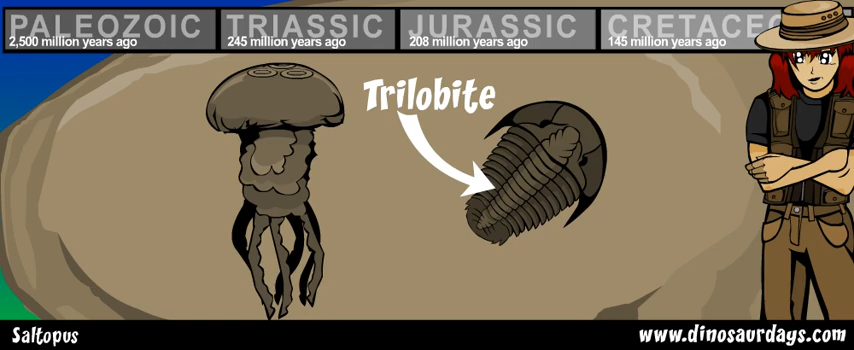 PALEOZOIC
2,500 million years ago
TRIASSIC
245 million years ago
JURASSIC
208 million years ago
145 million years ago
Trilobite
Saltopus
www.dinosaurdays.com